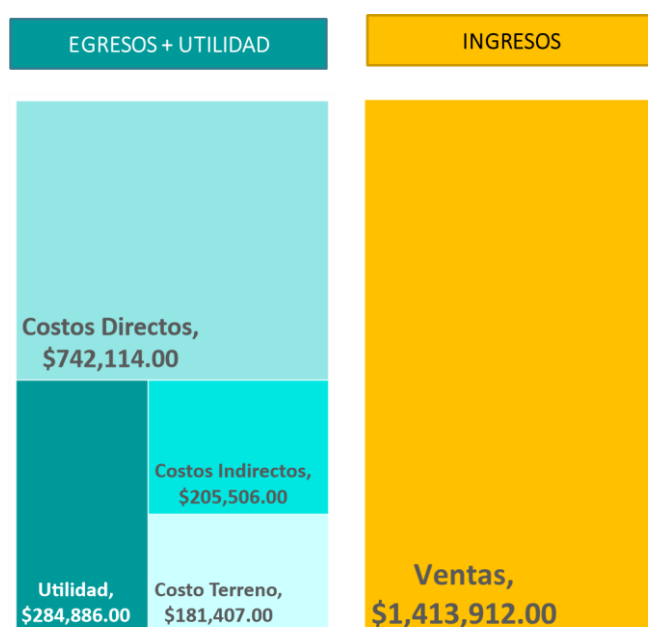 EGRESOS + UTILIDAD
INGRESOS
Costos Directos,
$742,114.00
Costos Indirectos,
$205,506.00
Utilidad,
$284,886.00
Costo Terreno,
$181,407.00
Ventas,
$1,413,912.00